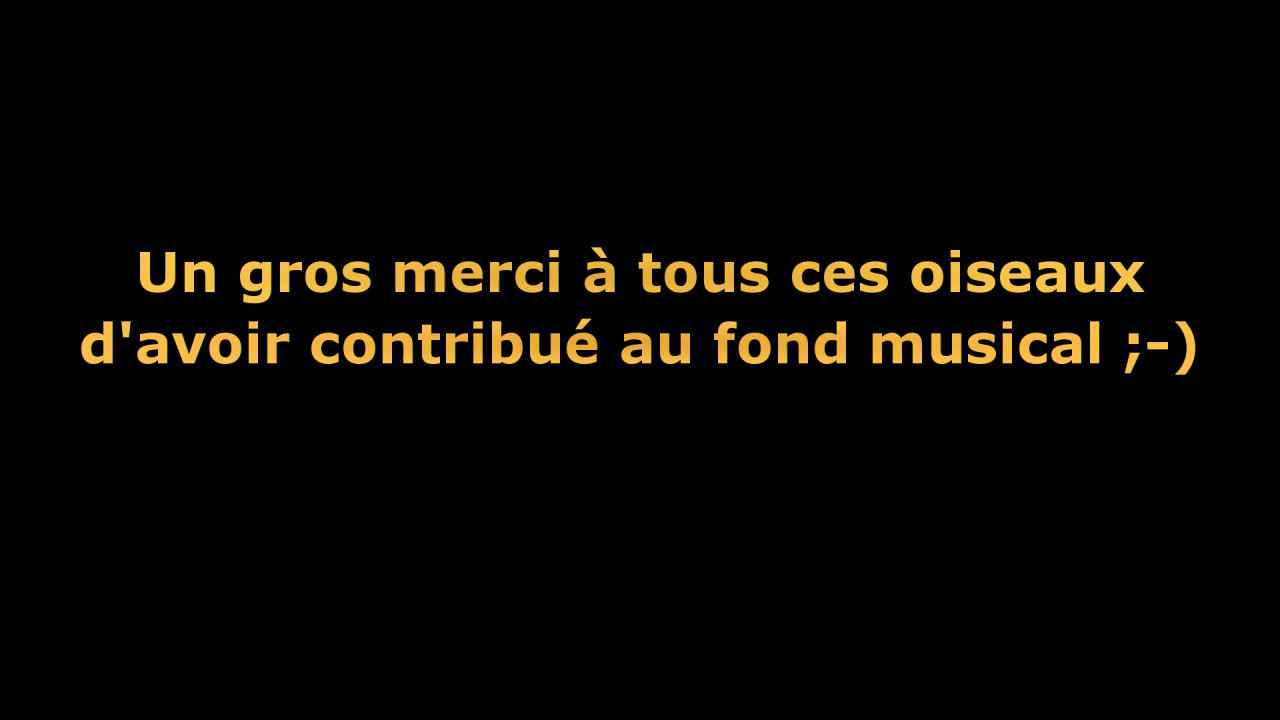 Un gros merci à tous ces oiseaux
d'avoir contribué au fond musical ;-)